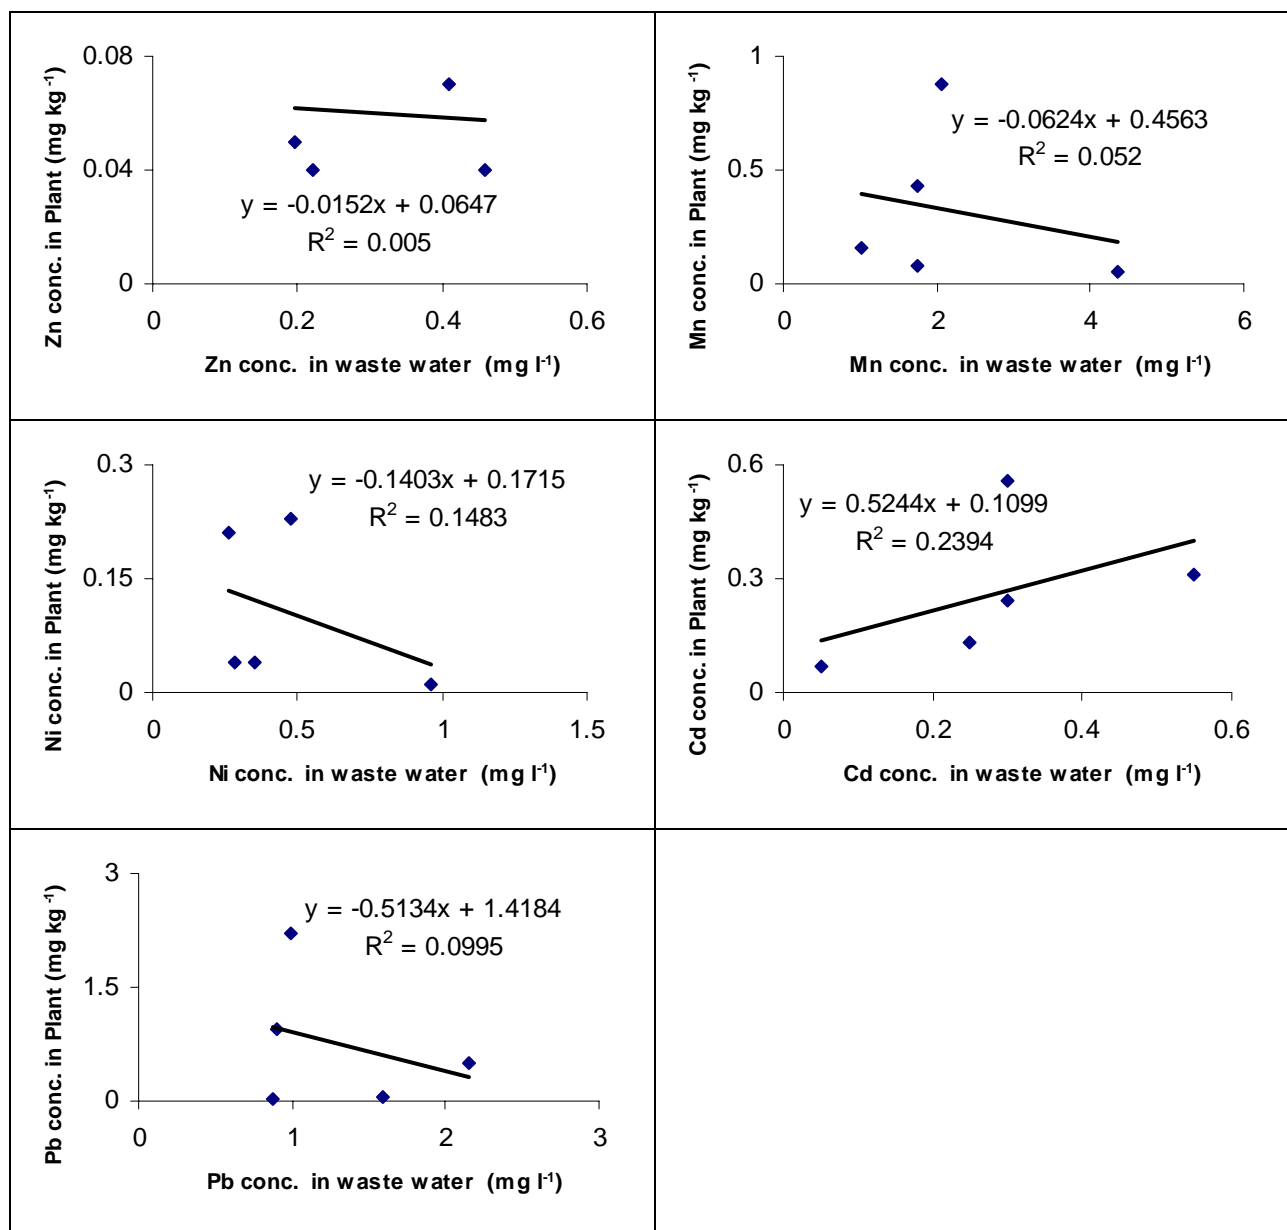 Zn conc. in Plant (mg kg⁻¹)
0.08
0.04
0
y = -0.0152x + 0.0647
R² = 0.005
0 0.2 0.4 0.6
Zn conc. in waste water (mg l⁻¹)
Mn conc. in Plant (mg kg⁻¹)
1
0.5
0
y = -0.0624x + 0.4563
R² = 0.052
0 2 4 6
Mn conc. in waste water (mg l⁻¹)
Ni conc. in Plant (mg kg⁻¹)
0.3
0.15
0
y = -0.1403x + 0.1715
R² = 0.1483
0 0.5 1 1.5
Ni conc. in waste water (mg l⁻¹)
Cd conc. in Plant (mg kg⁻¹)
0.6
0.3
0
y = 0.5244x + 0.1099
R² = 0.2394
0 0.2 0.4 0.6
Cd conc. in waste water (mg l⁻¹)
Pb conc. in Plant (mg kg⁻¹)
3
1.5
0
y = -0.5134x + 1.4184
R² = 0.0995
0 1 2 3
Pb conc. in waste water (mg l⁻¹)